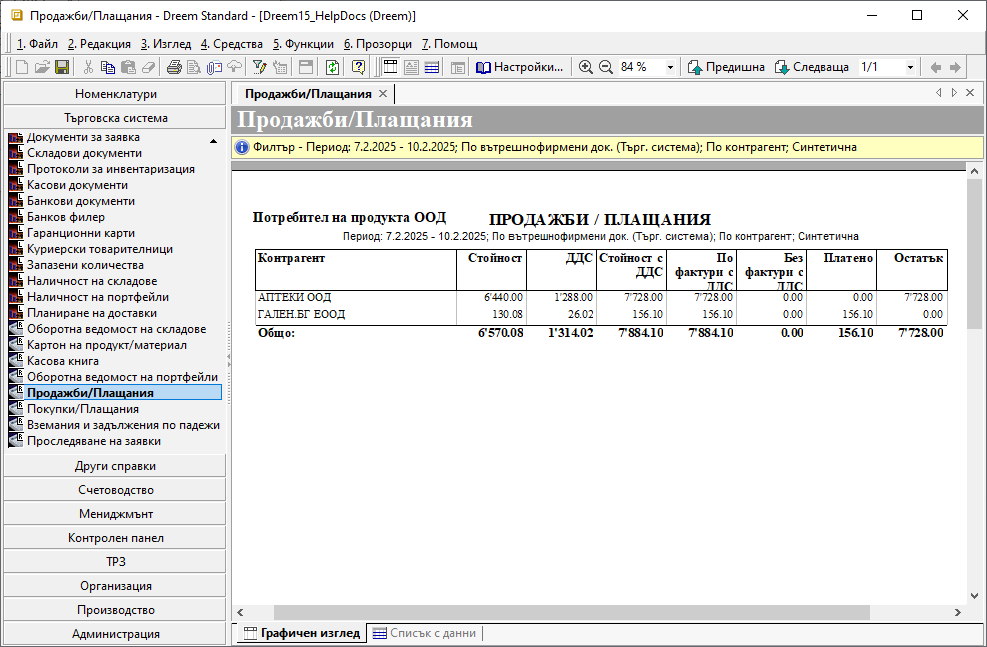 Продажби/Плащания - Dreem Standard - [Dreem15_HelpDocs (Dreem)]
1. Файл 2. Редакция 3. Изглед 4. Средства 5. Функции 6. Прозорци 7. Помощ
Настройки... 84 % Предишна Следваща 1/1
Номенклатури
Търговска система
Документи за заявка
Складови документи
Протоколи за инвентаризация
Касови документи
Банкови документи
Банков филер
Гаранционни карти
Куриерски товарителници
Запазени количества
Наличност на складове
Наличност на портфейли
Планиране на доставки
Оборотна ведомост на складове
Картон на продукт/материал
Касова книга
Оборотна ведомост на портфейли
Продажби/Плащания
Покупки/Плащания
Вземания и задължения по падежи
Проследяване на заявки
Други справки
Счетоводство
Мениджмънт
Контролен панел
ТРЗ
Организация
Производство
Администрация
Продажби/Плащания
Продажби/Плащания
Филтър - Период: 7.2.2025 - 10.2.2025; По вътрешнофирмени док. (Търг. система); По контрагент; Синтетична
Потребител на продукта ООД ПРОДАЖБИ / ПЛАЩАНИЯ
Период: 7.2.2025 - 10.2.2025; По вътрешнофирмени док. (Търг. система); По контрагент; Синтетична
Контрагент Стойност ДДС Стойност с ДДС По фактури с ДДС Без фактури с ДДС Платено Остатък
АПТЕКИ ООД 6'440.00 1'288.00 7'728.00 7'728.00 0.00 0.00 7'728.00
ГАЛЕН.БГ ЕООД 130.08 26.02 156.10 156.10 0.00 156.10 0.00
Общо: 6'570.08 1'314.02 7'884.10 7'884.10 0.00 156.10 7'728.00
Графичен изглед Списък с данни